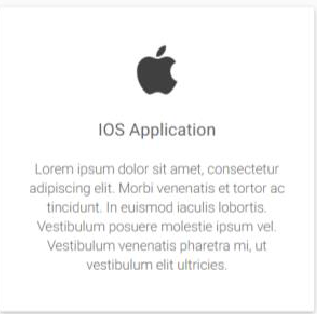 IOS Application
Lorem ipsum dolor sit amet, consectetur
adipiscing elit. Morbi venenatis et tortor ac
tincidunt. In euismod iaculis lobortis.
Vestibulum posuere molestie ipsum vel.
Vestibulum venenatis pharetra mi, ut
vestibulum elit ultricies.